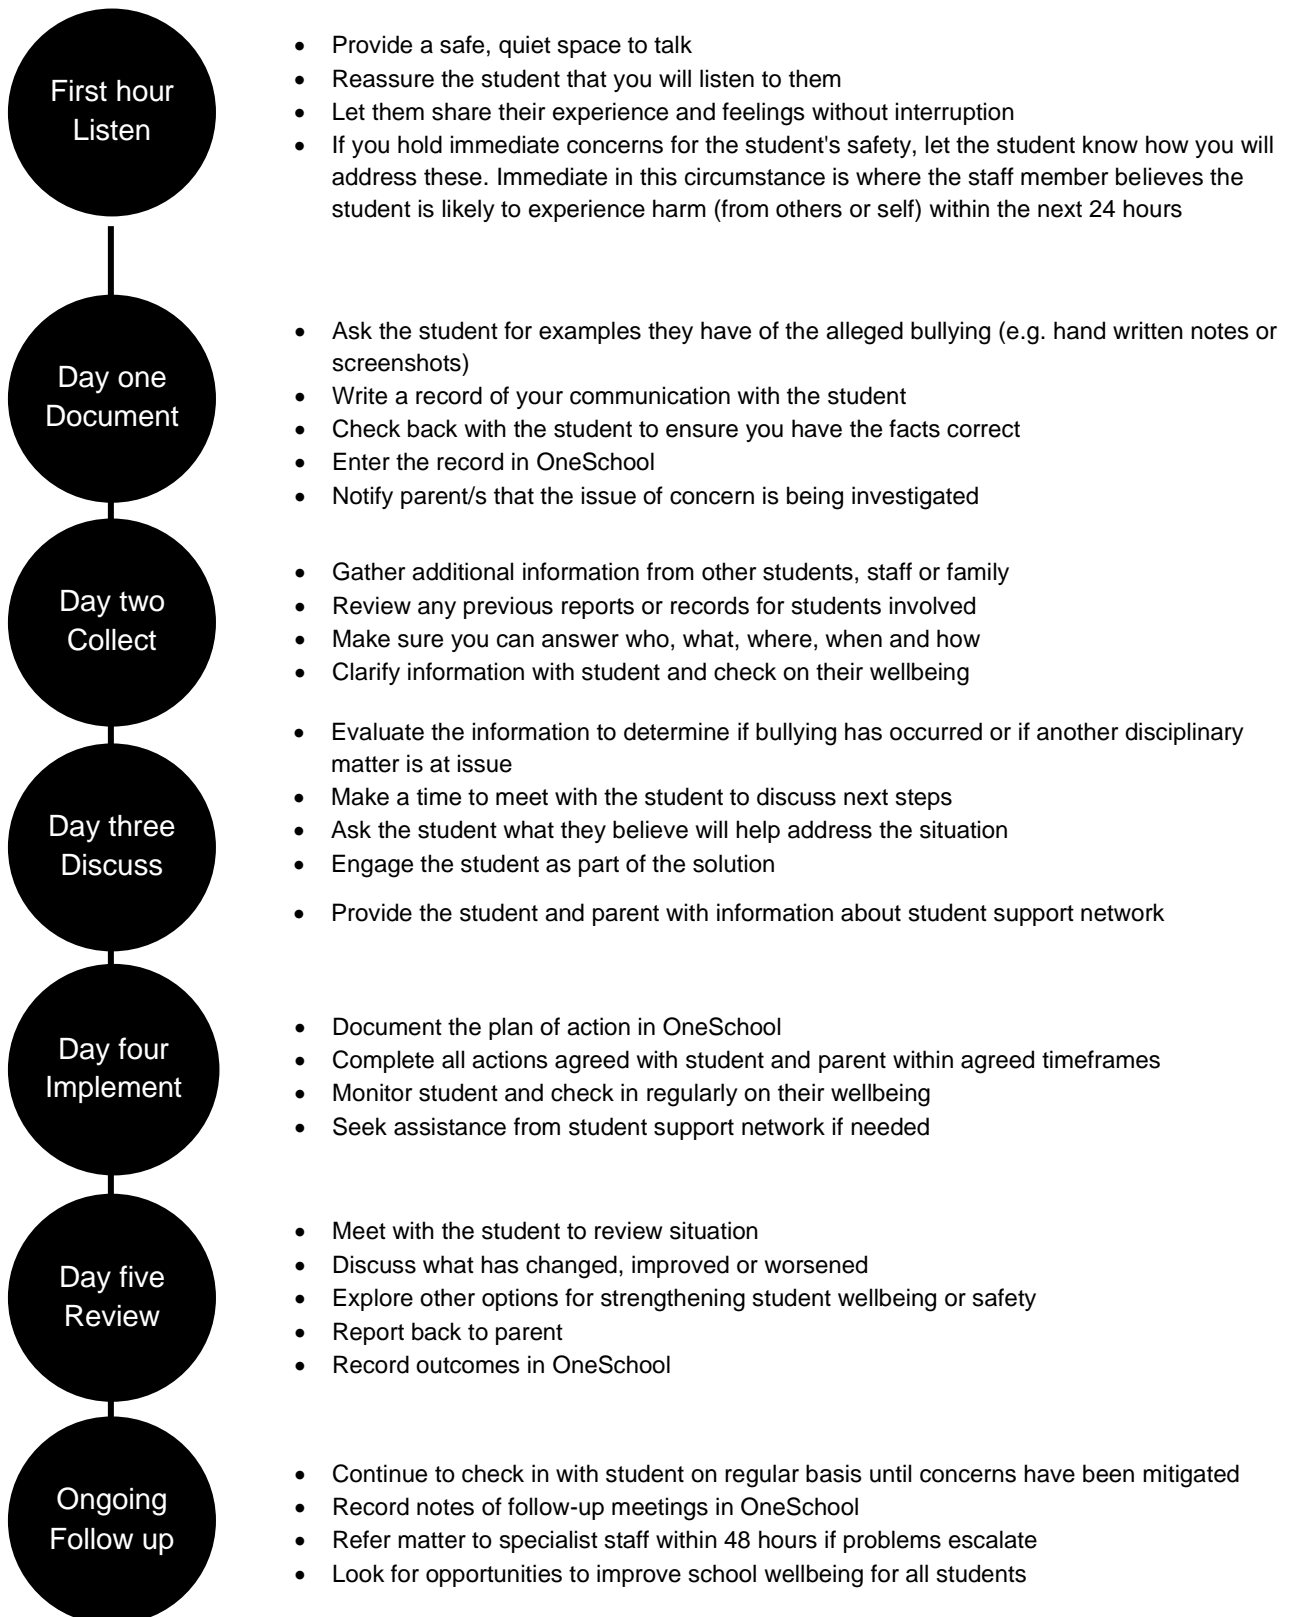 First hour
Listen
• Provide a safe, quiet space to talk
• Reassure the student that you will listen to them
• Let them share their experience and feelings without interruption
• If you hold immediate concerns for the student's safety, let the student know how you will
address these. Immediate in this circumstance is where the staff member believes the
student is likely to experience harm (from others or self) within the next 24 hours
Day one
Document
• Ask the student for examples they have of the alleged bullying (e.g. hand written notes or
screenshots)
• Write a record of your communication with the student
• Check back with the student to ensure you have the facts correct
• Enter the record in OneSchool
• Notify parent/s that the issue of concern is being investigated
Day two
Collect
• Gather additional information from other students, staff or family
• Review any previous reports or records for students involved
• Make sure you can answer who, what, where, when and how
• Clarify information with student and check on their wellbeing
Day three
Discuss
• Evaluate the information to determine if bullying has occurred or if another disciplinary
matter is at issue
• Make a time to meet with the student to discuss next steps
• Ask the student what they believe will help address the situation
• Engage the student as part of the solution
• Provide the student and parent with information about student support network
Day four
Implement
• Document the plan of action in OneSchool
• Complete all actions agreed with student and parent within agreed timeframes
• Monitor student and check in regularly on their wellbeing
• Seek assistance from student support network if needed
Day five
Review
• Meet with the student to review situation
• Discuss what has changed, improved or worsened
• Explore other options for strengthening student wellbeing or safety
• Report back to parent
• Record outcomes in OneSchool
Ongoing
Follow up
• Continue to check in with student on regular basis until concerns have been mitigated
• Record notes of follow-up meetings in OneSchool
• Refer matter to specialist staff within 48 hours if problems escalate
• Look for opportunities to improve school wellbeing for all students